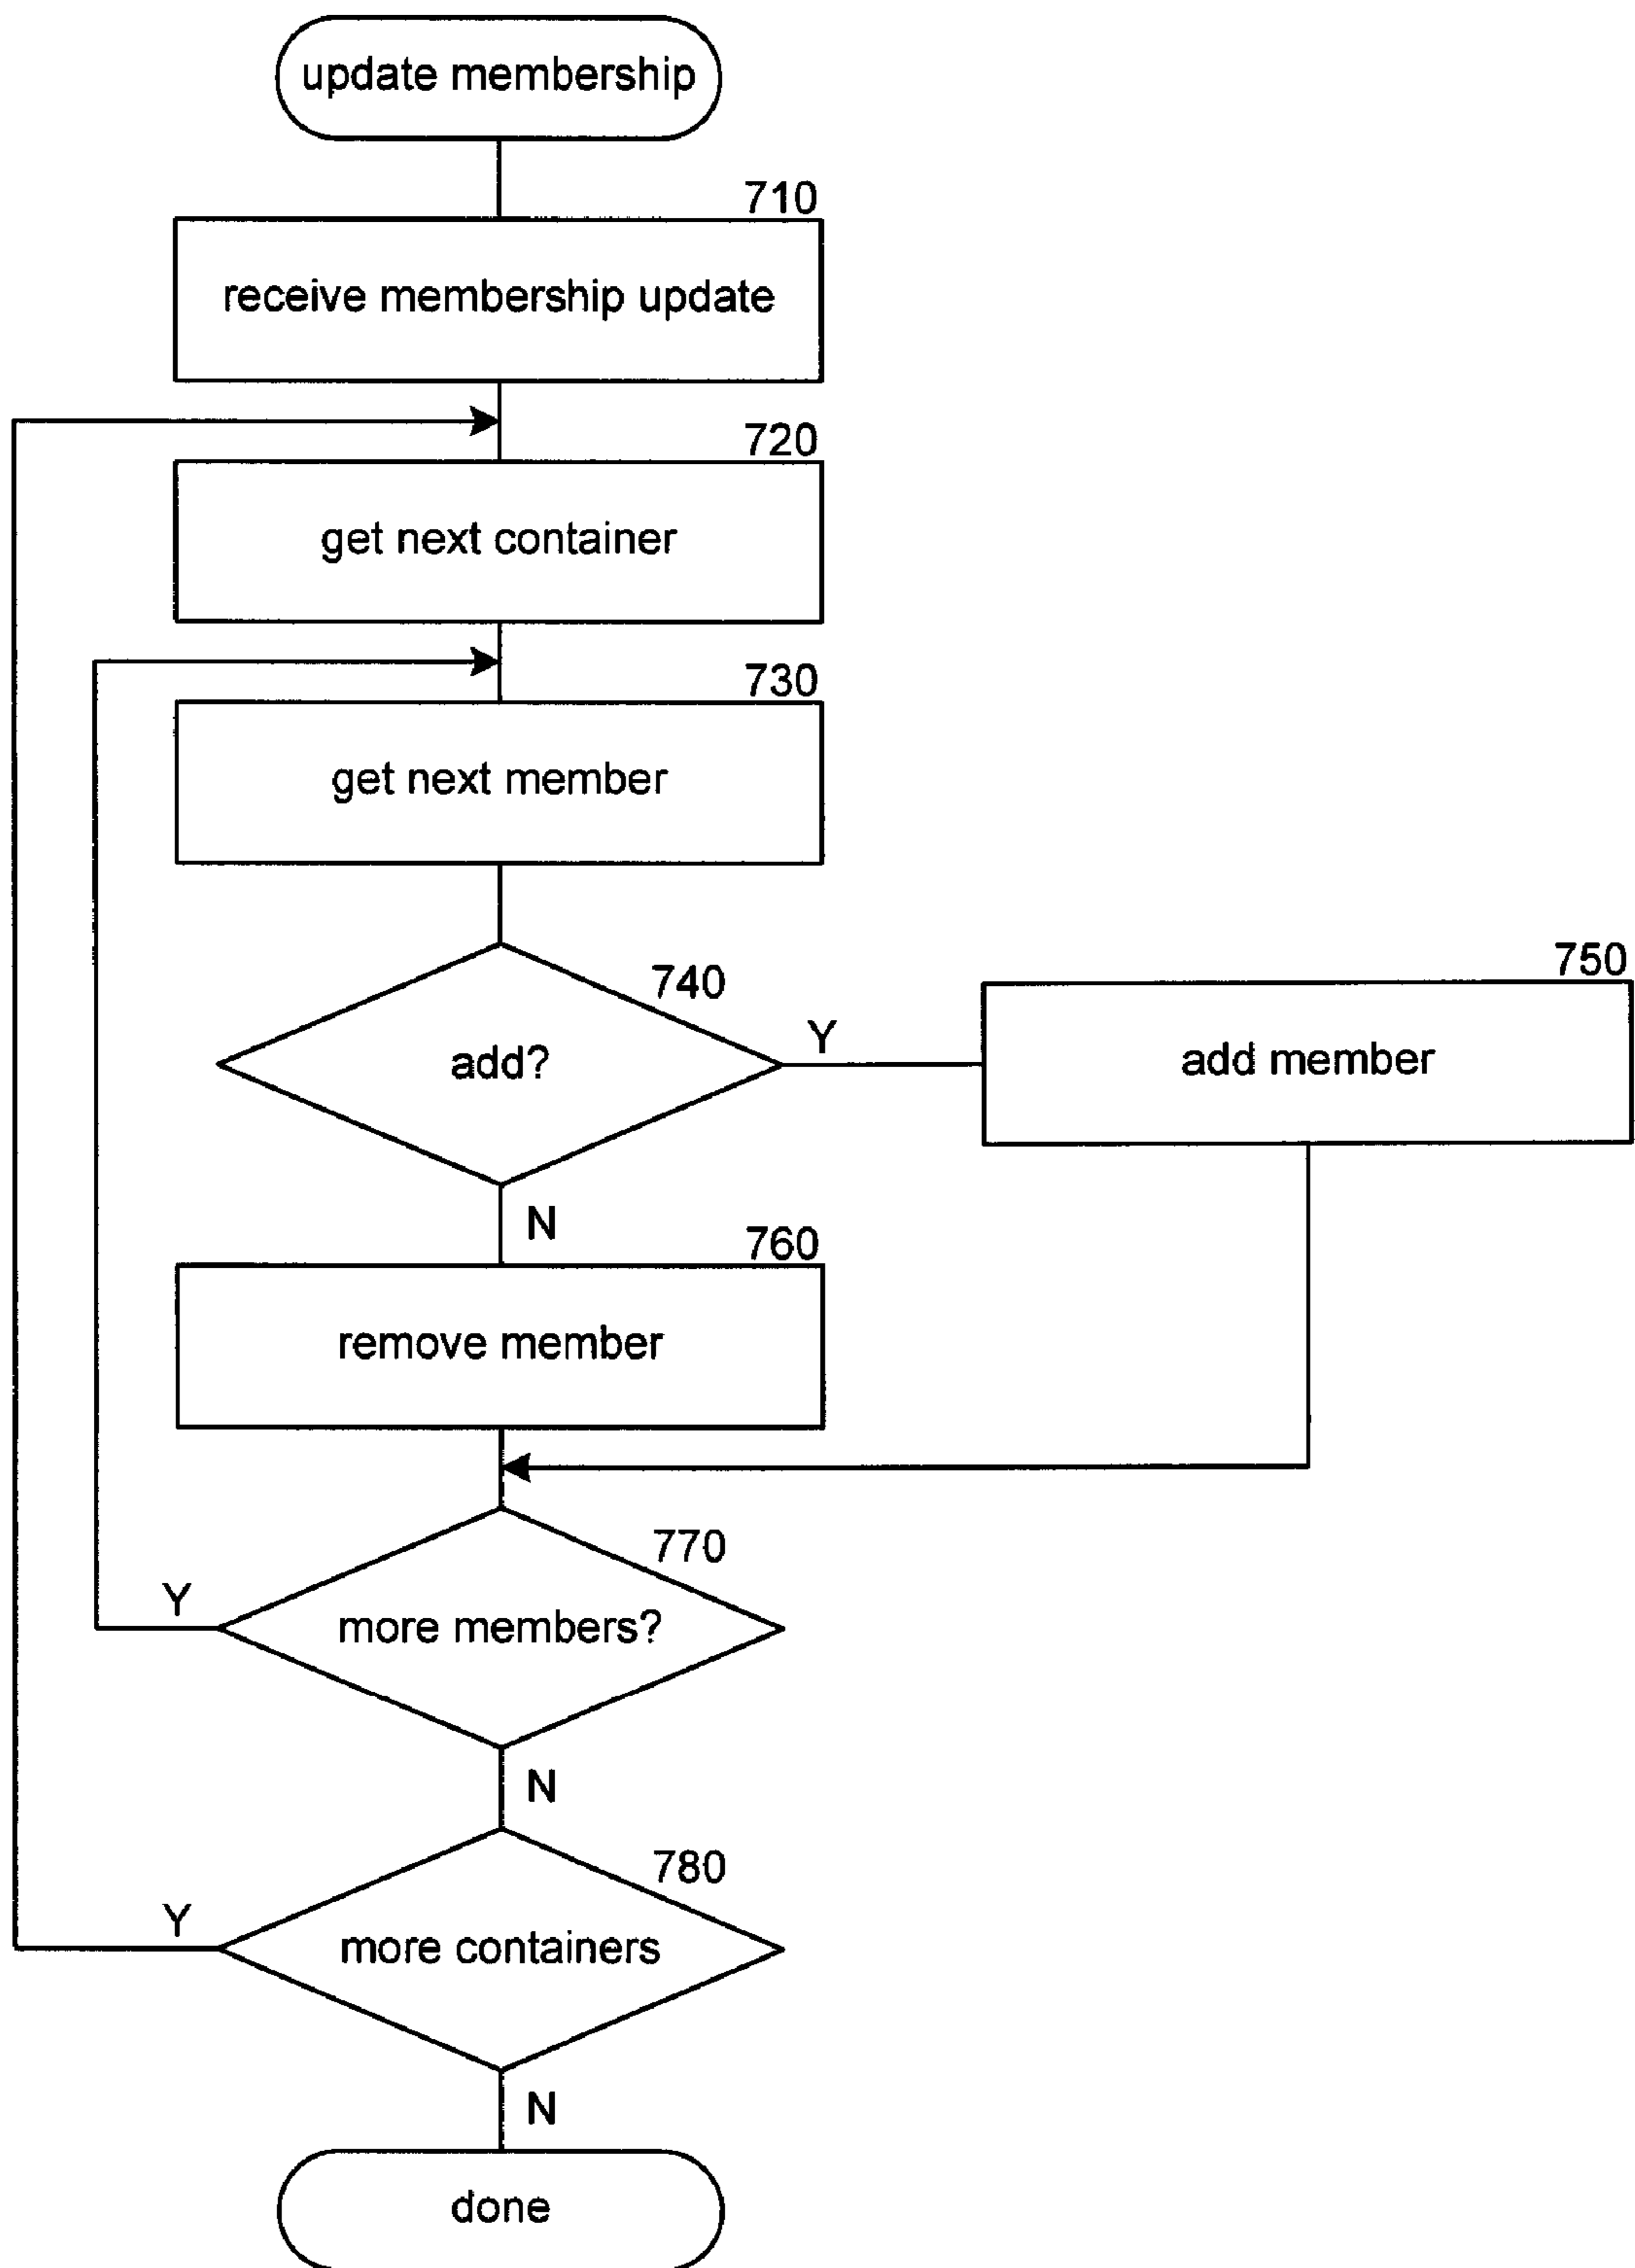 update membership
710
receive membership update
720
get next container
730
get next member
740
add?
Y
750
add member
N
760
remove member
770
more members?
Y
N
780
more containers
Y
N
done